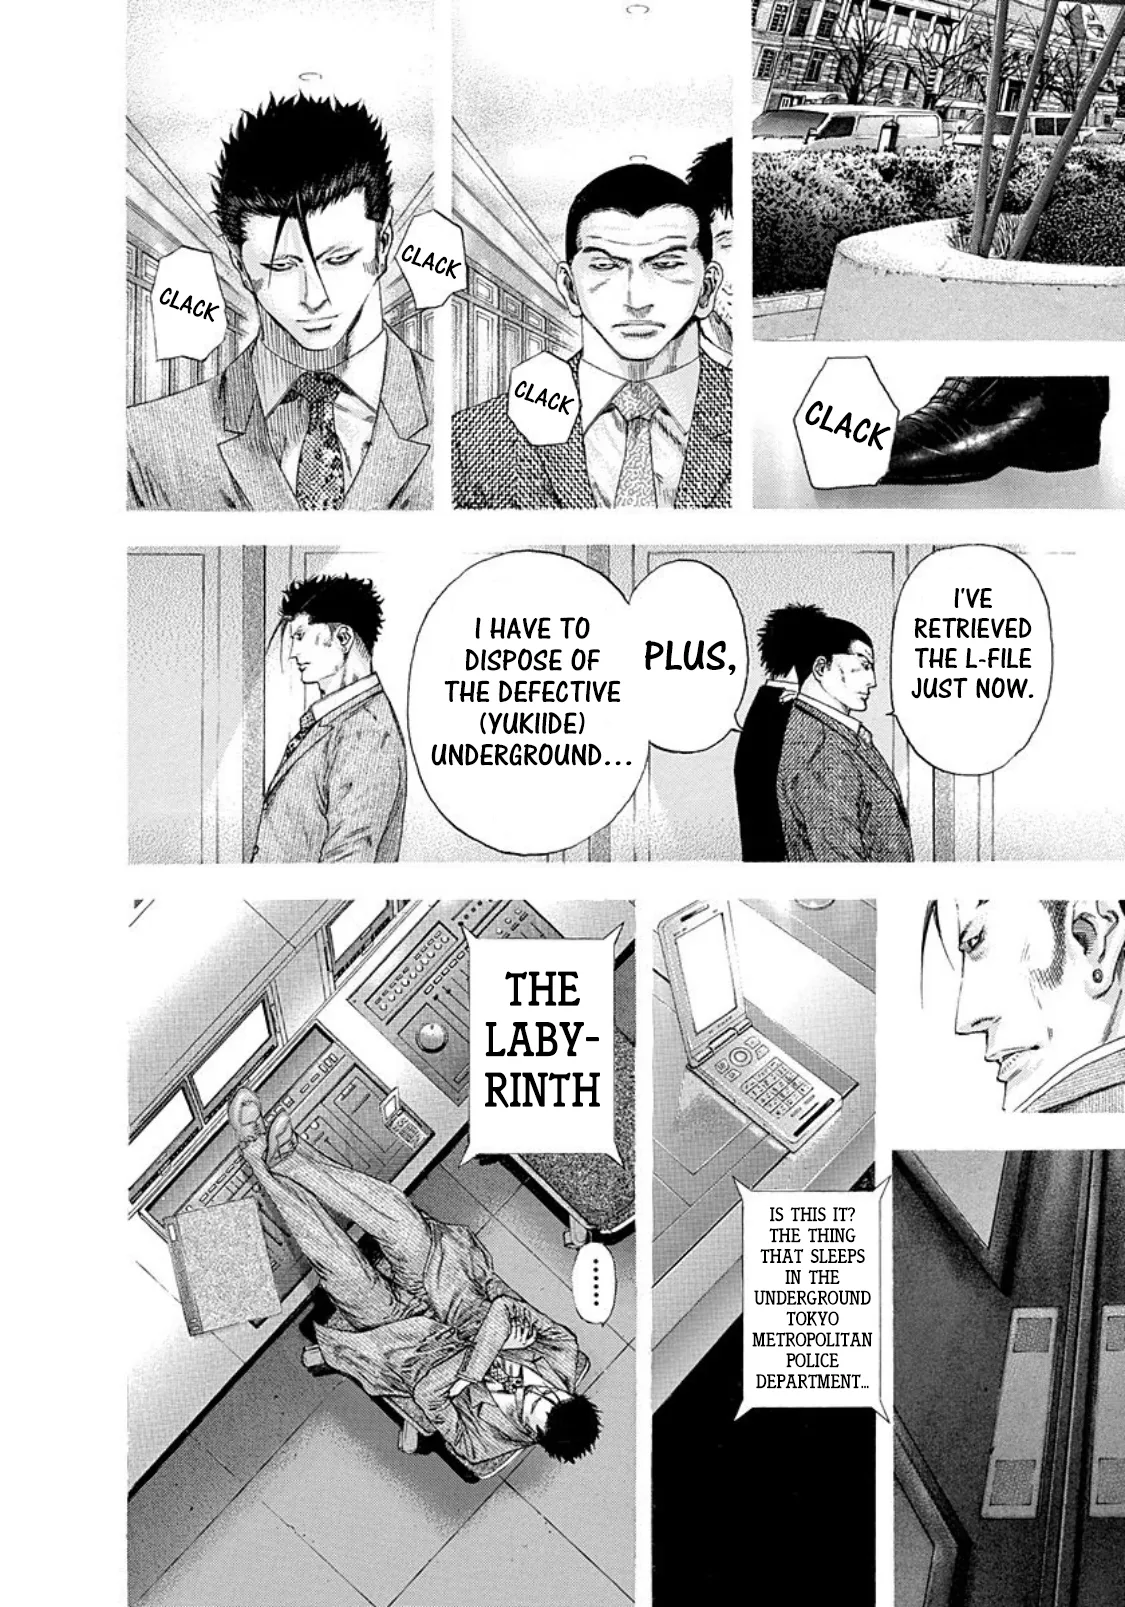 CLACK
CLACK
CLACK
CLACK
I'VE
RETRIEVED
THE L-FILE
JUST NOW.
PLUS,
I HAVE TO
DISPOSE OF
THE DEFECTIVE
(YUKIIDE)
UNDERGROUND...
IS THIS IT?
THE THING
THAT SLEEPS
IN THE
UNDERGROUND
TOKYO
METROPOLITAN
POLICE
DEPARTMENT...
THE
LABY-
RINTH
......